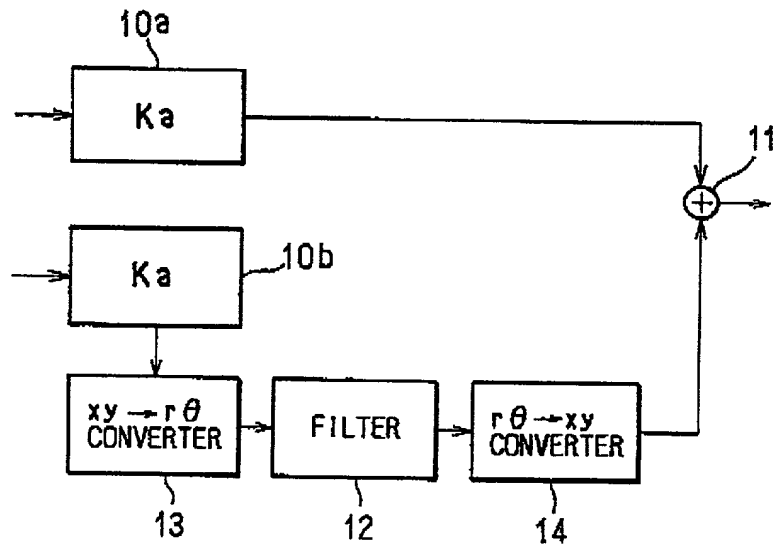 10a
Ka
11
+
Ka
10b
xy → rθ
CONVERTER
FILTER
rθ → xy
CONVERTER
13
12
14